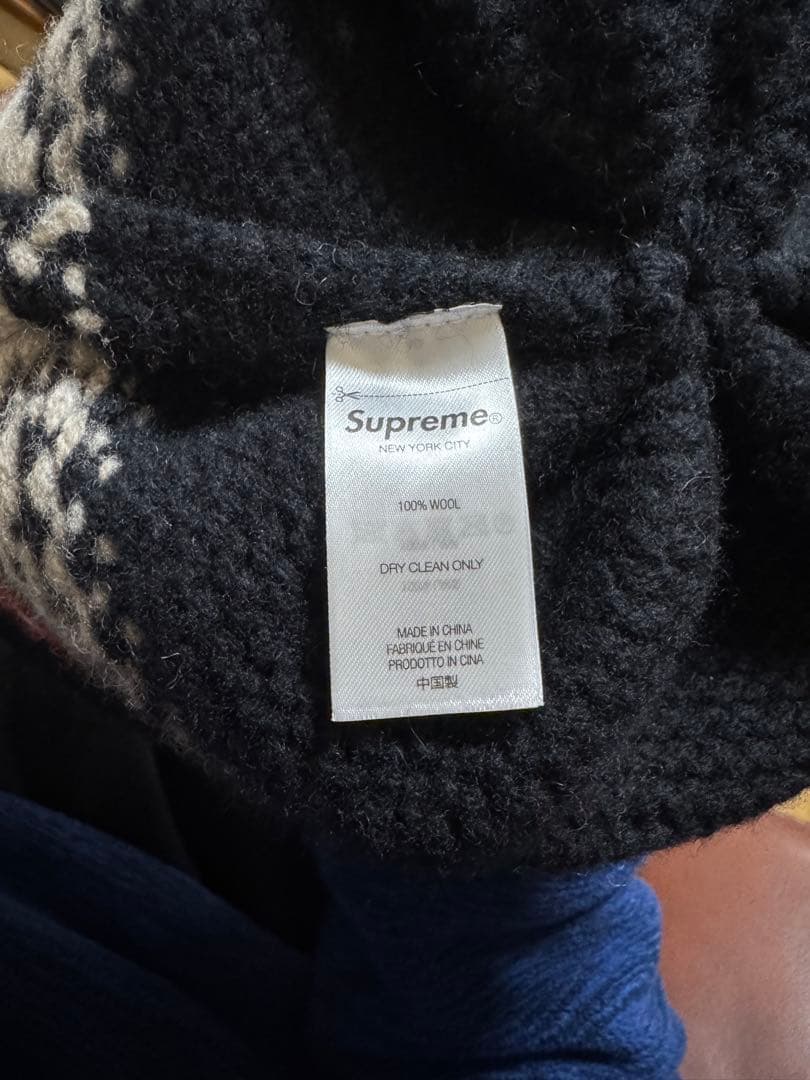 Supreme®
NEW YORK CITY
100% WOOL
DRY CLEAN ONLY
MADE IN CHINA
FABRIQUÉ EN CHINE
PRODOTTO IN CINA
中国製